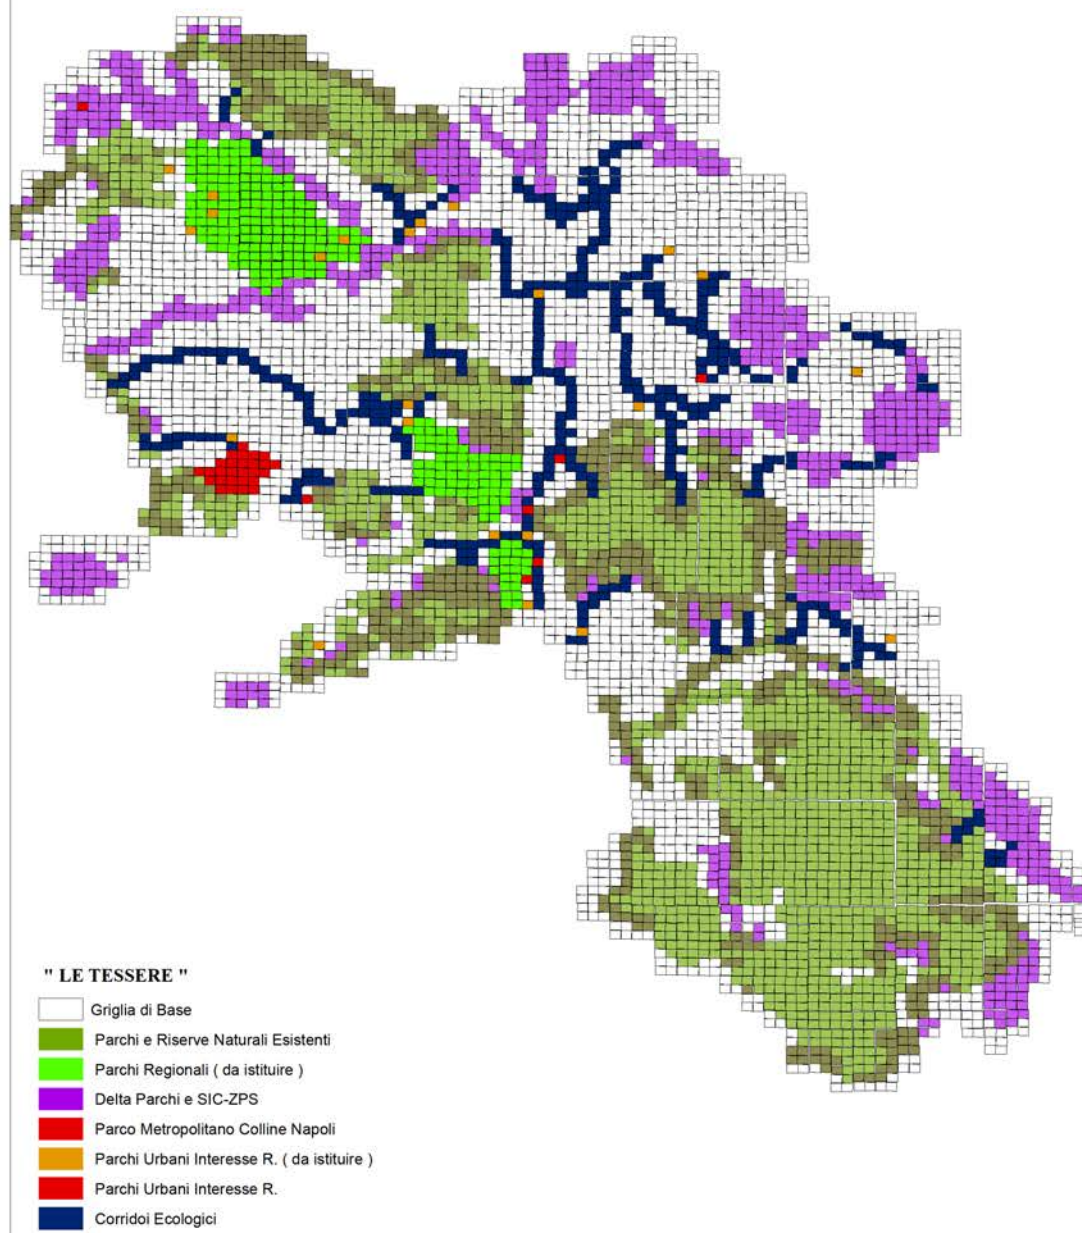 " LE TESSERE "
Griglia di Base
Parchi e Riserve Naturali Esistenti
Parchi Regionali ( da istituire )
Delta Parchi e SIC-ZPS
Parco Metropolitano Colline Napoli
Parchi Urbani Interesse R. ( da istituire )
Parchi Urbani Interesse R.
Corridoi Ecologici